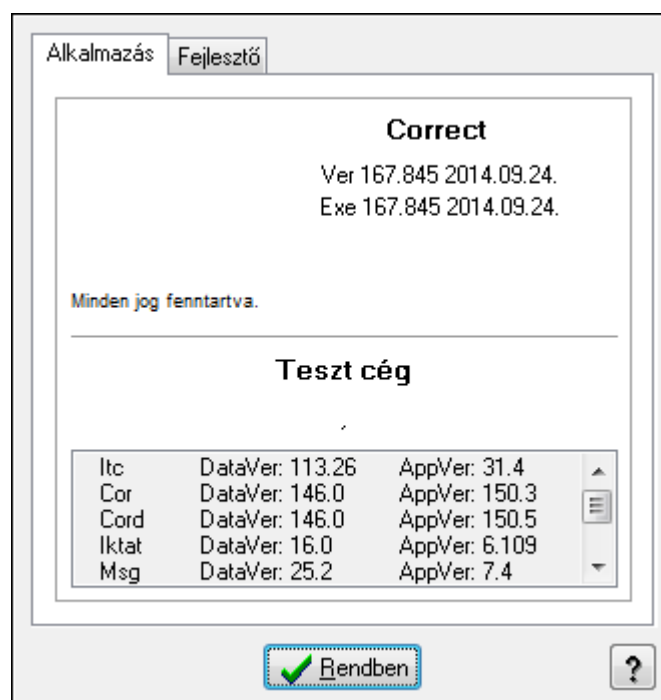 Alkalmazás Fejlesztő
Correct
Ver 167.845 2014.09.24.
Exe 167.845 2014.09.24.
Minden jog fenntartva.
Teszt cég
,
Itc DataVer: 113.26 AppVer: 31.4
Cor DataVer: 146.0 AppVer: 150.3
Cord DataVer: 146.0 AppVer: 150.5
Iktat DataVer: 16.0 AppVer: 6.109
Msg DataVer: 25.2 AppVer: 7.4
Rendben ?